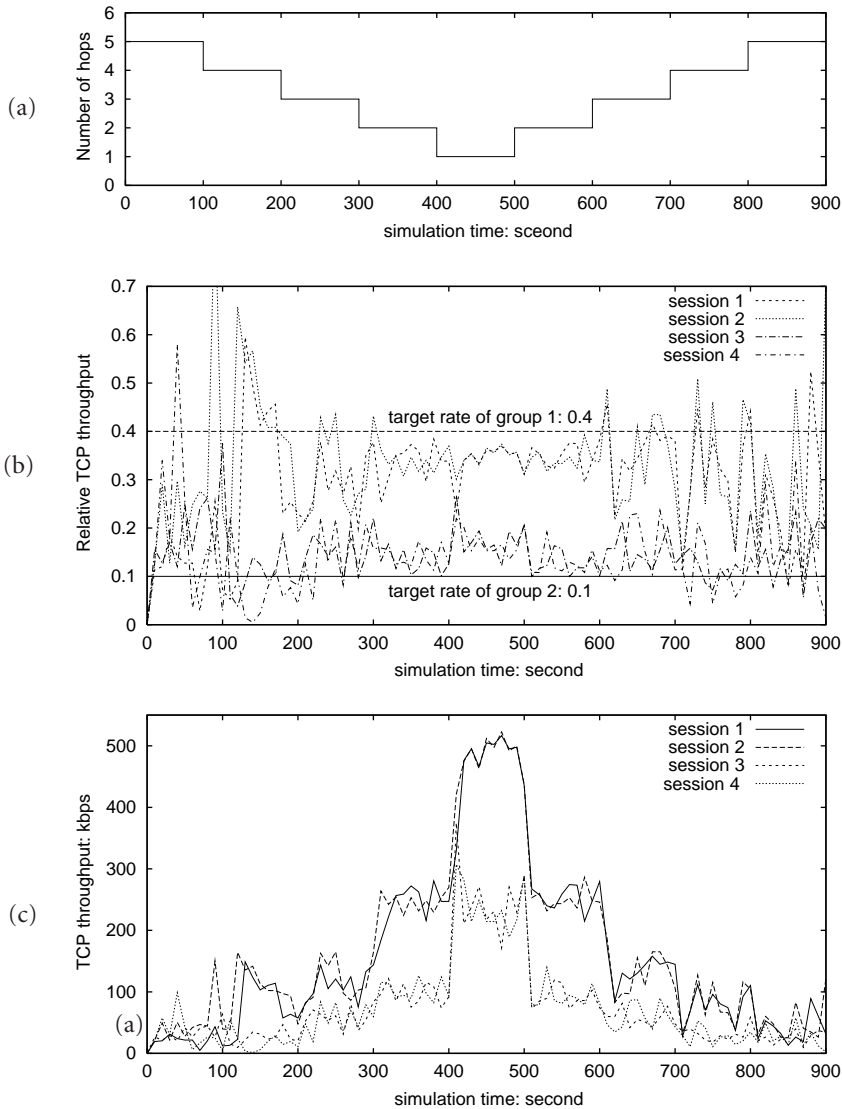 (a)
Number of hops
6
5
4
3
2
1
0
0 100 200 300 400 500 600 700 800 900
simulation time: sceond
(b)
Relative TCP throughput
0.7
0.6
0.5
0.4
0.3
0.2
0.1
0
session 1
session 2
session 3
session 4
target rate of group 1: 0.4
target rate of group 2: 0.1
0 100 200 300 400 500 600 700 800 900
simulation time: second
(c)
TCP throughput: kbps
500
400
300
200
100
0
(a)
session 1
session 2
session 3
session 4
0 100 200 300 400 500 600 700 800 900
simulation time: second